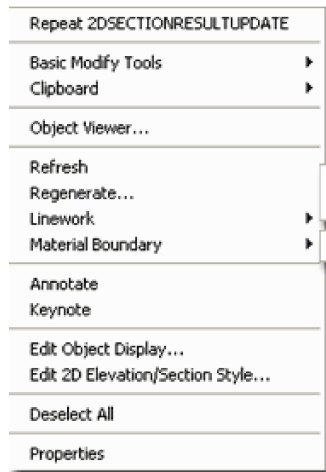 Repeat 2DSECTIONRESULTUPDATE
Basic Modify Tools
Clipboard
Object Viewer...
Refresh
Regenerate...
Linework
Material Boundary
Annotate
Keynote
Edit Object Display...
Edit 2D Elevation/Section Style...
Deselect All
Properties